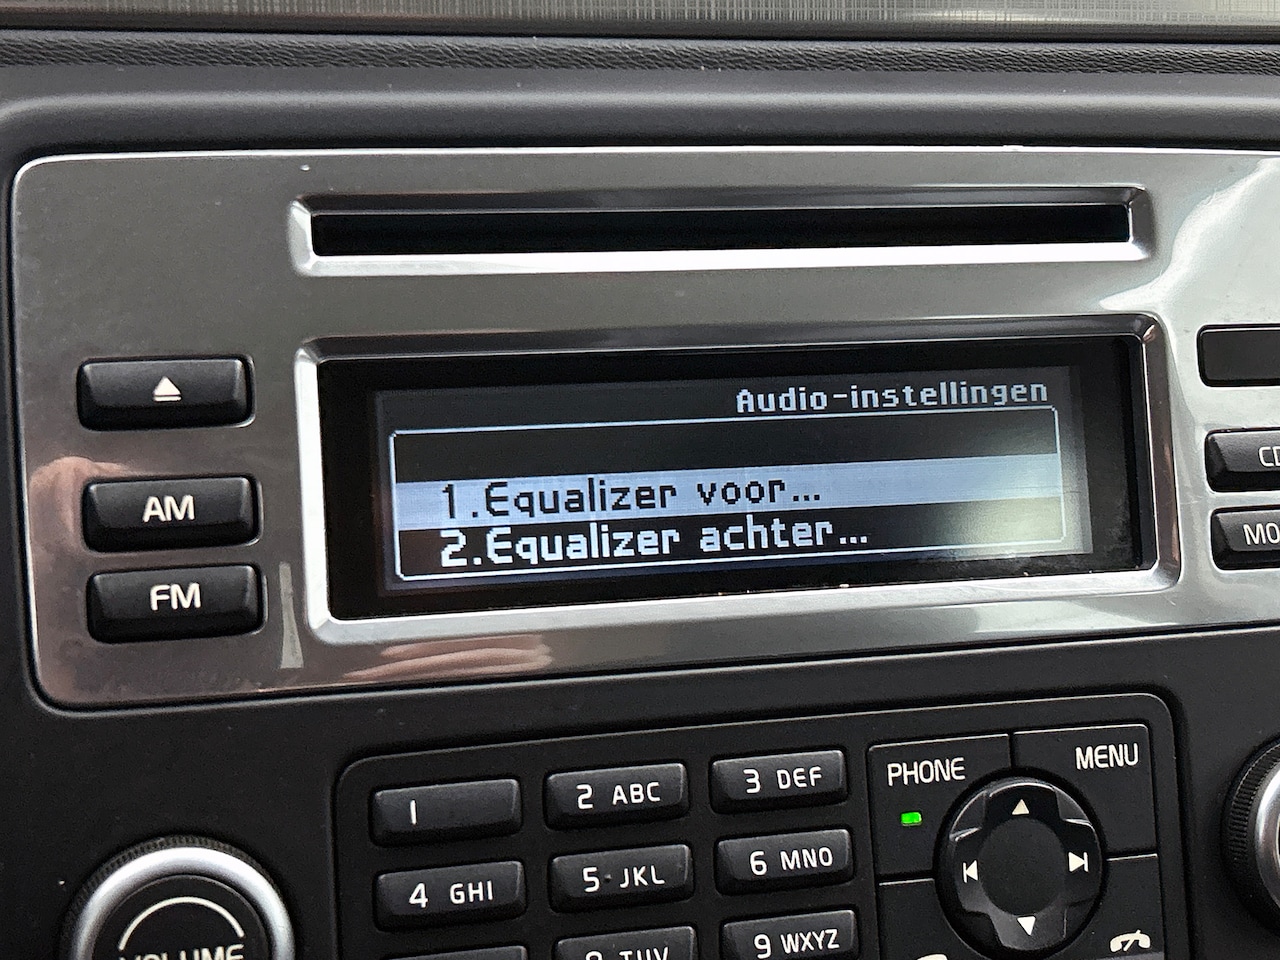 Audio-instellingen
1.Equalizer voor...
2.Equalizer achter...
AM
FM
PHONE
MENU
1
2 ABC
3 DEF
4 GHI
5 JKL
6 MNO
9 WXYZ
VOLUME